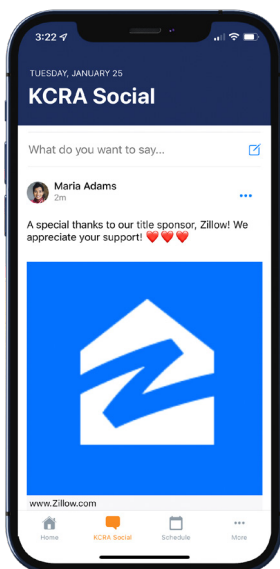 3:22
TUESDAY, JANUARY 25
KCRA Social
What do you want to say...
Maria Adams
2m
A special thanks to our title sponsor, Zillow! We
appreciate your support! ❤️❤️❤️
www.Zillow.com
Home KCRA Social Schedule More